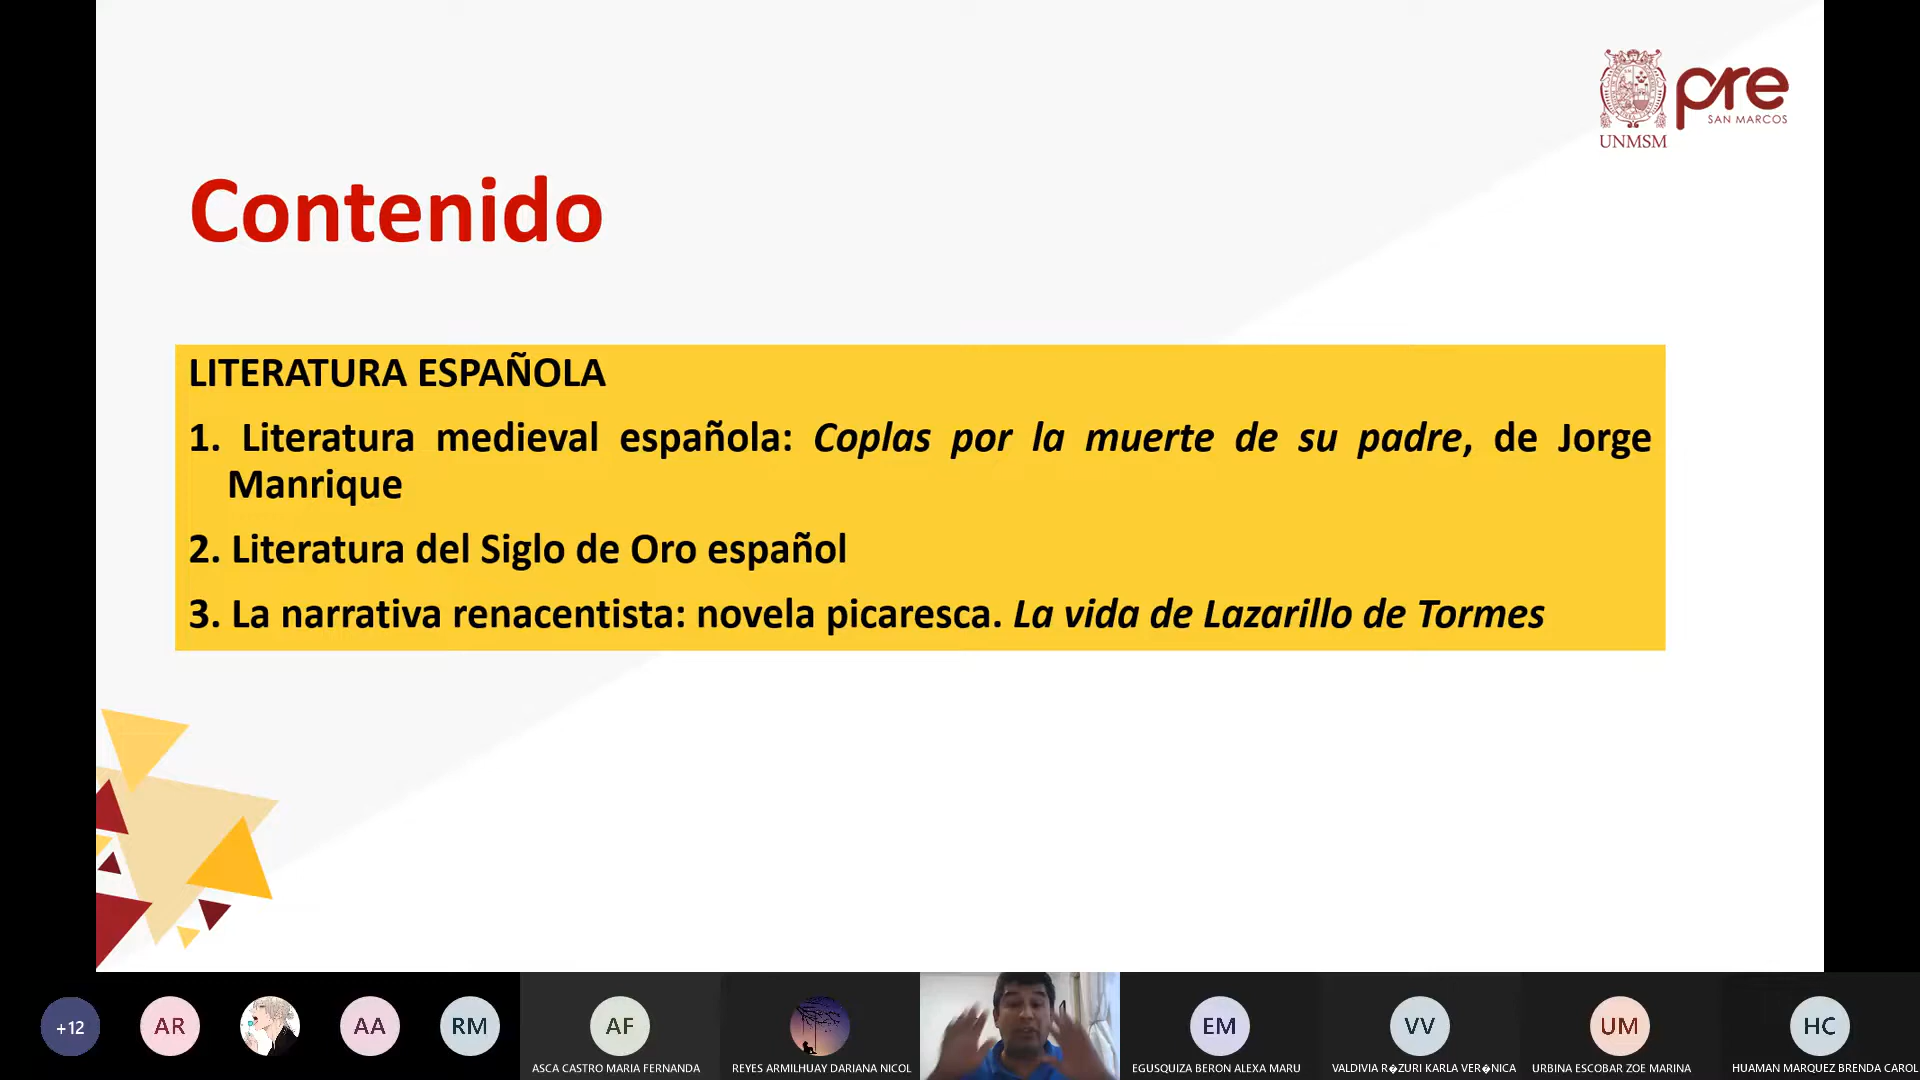 pre
SAN MARCOS
UNMSM
Contenido
LITERATURA ESPAÑOLA
1. Literatura medieval española: Coplas por la muerte de su padre, de Jorge
Manrique
2. Literatura del Siglo de Oro español
3. La narrativa renacentista: novela picaresca. La vida de Lazarillo de Tormes
+12
AR
AA
RM
AF
EM
VV
UM
HC
ASCA CASTRO MARIA FERNANDA
REYES ARMILHUAY DARIANA NICOL
EGUSQUIZA BERON ALEXA MARU
VALDIVIA R�ZURI KARLA VER�NICA
URBINA ESCOBAR ZOE MARINA
HUAMAN MARQUEZ BRENDA CAROL